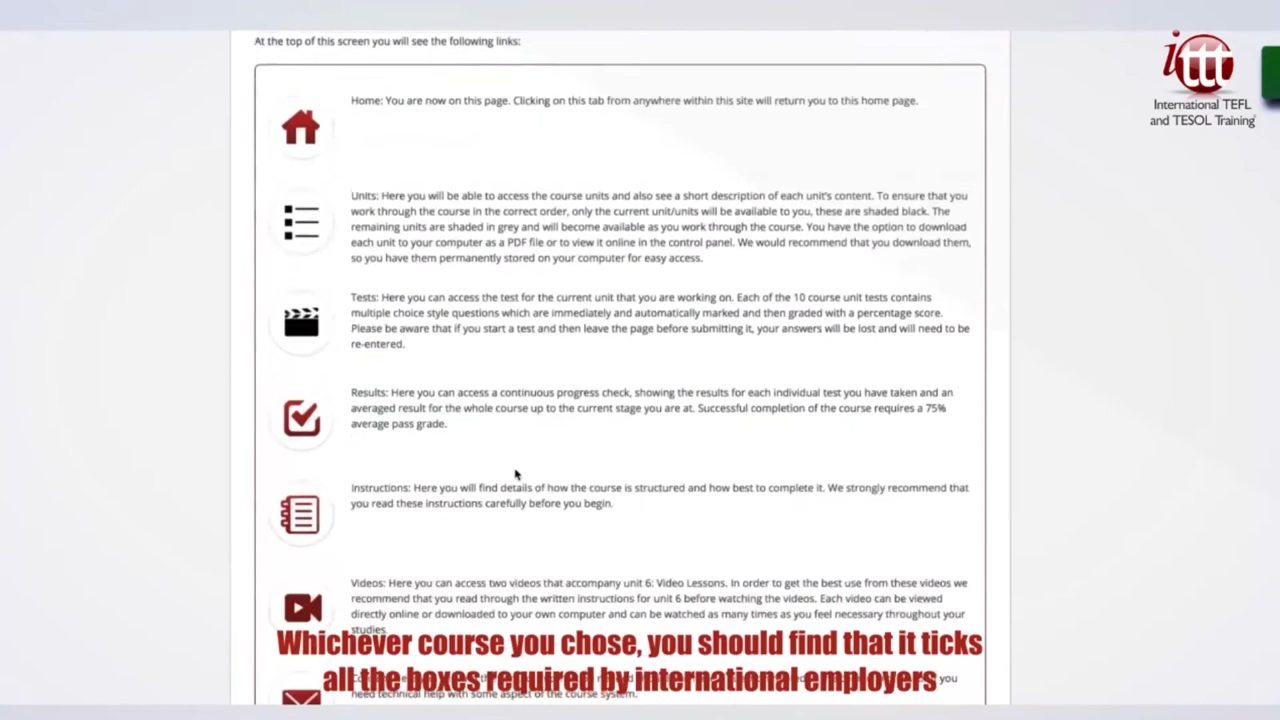 At the top of this screen you will see the following links:
ittt
International TEFL
and TESOL Training
Home: You are now on this page. Clicking on this tab from anywhere within this site will return you to this home page.
Units: Here you will be able to access the course units and also see a short description of each unit's content. To ensure that you
work through the course in the correct order, only the current unit/units will be available to you, these are shaded black. The
remaining units are shaded in grey and will become available as you work through the course. You have the option to download
each unit to your computer as a PDF file or to view it online in the control panel. We would recommend that you download them,
so you have them permanently stored on your computer for easy access.
Tests: Here you can access the test for the current unit that you are working on. Each of the 10 course unit tests contains
multiple choice style questions which are immediately and automatically marked and then graded with a percentage score.
Please be aware that if you start a test and then leave the page before submitting it, your answers will be lost and will need to be
re-entered.
Results: Here you can access a continuous progress check, showing the results for each individual test you have taken and an
averaged result for the whole course up to the current stage you are at. Successful completion of the course requires a 75%
average pass grade.
Instructions: Here you will find details of how the course is structured and how best to complete it. We strongly recommend that
you read these instructions carefully before you begin.
Videos: Here you can access two videos that accompany unit 6: Video Lessons. In order to get the best use from these videos we
recommend that you read through the written instructions for unit 6 before watching the videos. Each video can be viewed
directly online or downloaded to your own computer and can be watched as many times as you feel necessary throughout your
studies.
Whichever course you chose, you should find that it ticks
all the boxes required by international employers
you
need technical help with some aspect of the course system.